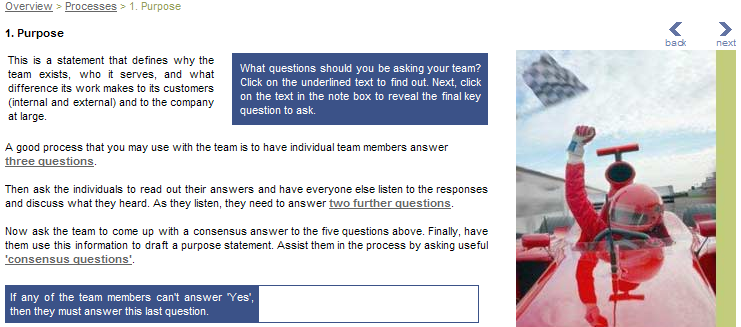 Overview > Processes > 1. Purpose
1. Purpose
back next
This is a statement that defines why the
team exists, who it serves, and what
difference its work makes to its customers
(internal and external) and to the company
at large.
What questions should you be asking your team?
Click on the underlined text to find out. Next, click
on the text in the note box to reveal the final key
question to ask.
A good process that you may use with the team is to have individual team members answer
three questions.
Then ask the individuals to read out their answers and have everyone else listen to the responses
and discuss what they heard. As they listen, they need to answer two further questions.
Now ask the team to come up with a consensus answer to the five questions above. Finally, have
them use this information to draft a purpose statement. Assist them in the process by asking useful
'consensus questions'.
If any of the team members can't answer 'Yes',
then they must answer this last question.